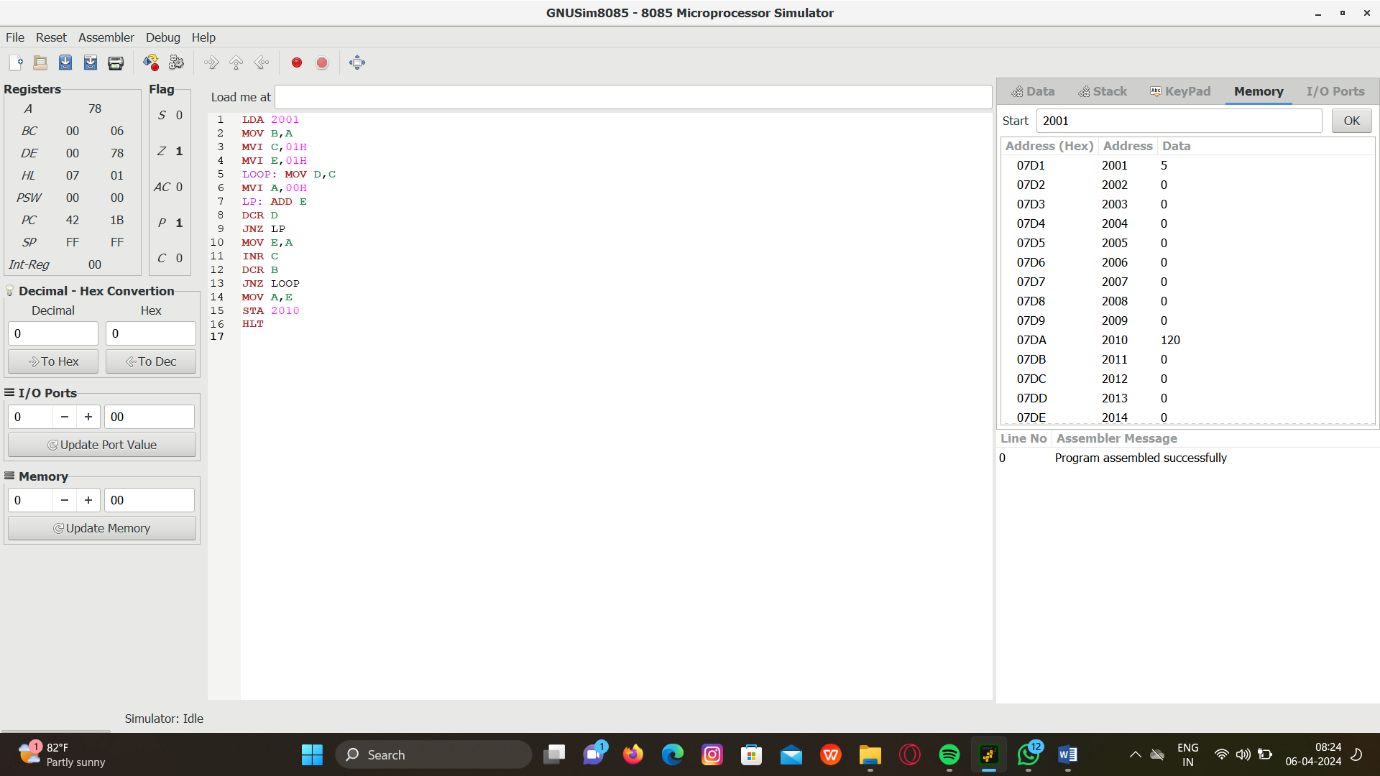 GNUSim8085 - 8085 Microprocessor Simulator
File Reset Assembler Debug Help
Registers
A 78
BC 00 06
DE 00 78
HL 07 01
PSW 00 00
PC 42 1B
SP FF FF
Int-Reg 00
Flag
S 0
Z 1
AC 0
P 1
C 0
Decimal - Hex Convertion
Decimal Hex
0 0
To Hex To Dec
I/O Ports
0 − + 00
Update Port Value
Memory
0 − + 00
Update Memory
Load me at
1 LDA 2001
2 MOV B,A
3 MVI C,01H
4 MVI E,01H
5 LOOP: MOV D,C
6 MVI A,00H
7 LP: ADD E
8 DCR D
9 JNZ LP
10 MOV E,A
11 INR C
12 DCR B
13 JNZ LOOP
14 MOV A,E
15 STA 2010
16 HLT
17
Data Stack KeyPad Memory I/O Ports
Start 2001 OK
Address (Hex) Address Data
07D1 2001 5
07D2 2002 0
07D3 2003 0
07D4 2004 0
07D5 2005 0
07D6 2006 0
07D7 2007 0
07D8 2008 0
07D9 2009 0
07DA 2010 120
07DB 2011 0
07DC 2012 0
07DD 2013 0
07DE 2014 0
Line No Assembler Message
0 Program assembled successfully
Simulator: Idle
1 82°F
Partly sunny
Search
1
12
ENG
IN
08:24
06-04-2024